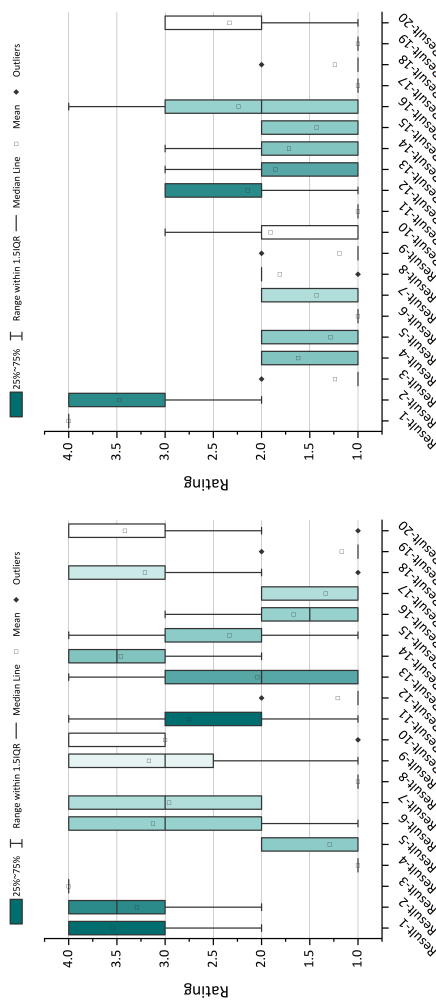 25%~75% Range within 1.5IQR Median Line Mean Outliers
4.0
3.5
3.0
2.5
2.0
1.5
1.0
Rating
Result-1
Result-2
Result-3
Result-4
Result-5
Result-6
Result-7
Result-8
Result-9
Result-10
Result-11
Result-12
Result-13
Result-14
Result-15
Result-16
Result-17
Result-18
Result-19
Result-20
25%~75% Range within 1.5IQR Median Line Mean Outliers
4.0
3.5
3.0
2.5
2.0
1.5
1.0
Rating
Result-1
Result-2
Result-3
Result-4
Result-5
Result-6
Result-7
Result-8
Result-9
Result-10
Result-11
Result-12
Result-13
Result-14
Result-15
Result-16
Result-17
Result-18
Result-19
Result-20